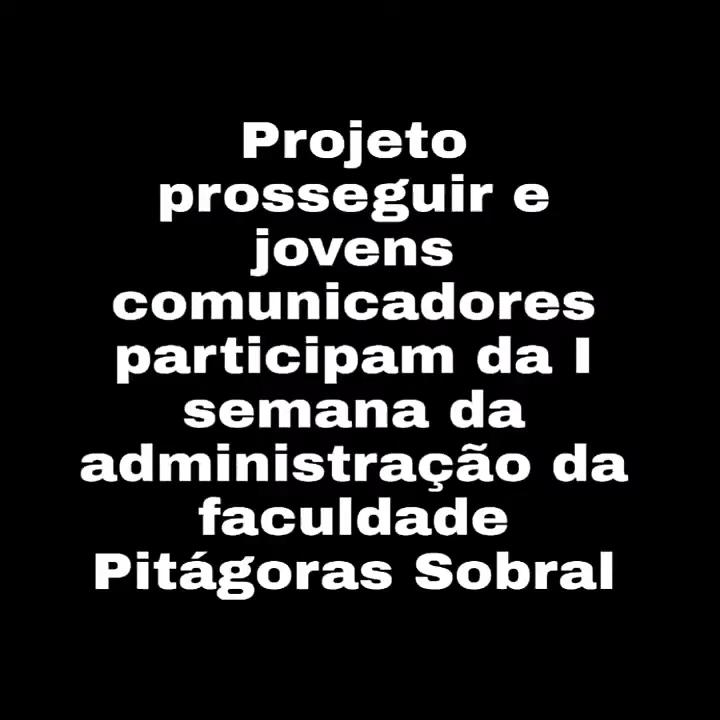 Projeto
prosseguir e
jovens
comunicadores
participam da I
semana da
administração da
faculdade
Pitágoras Sobral